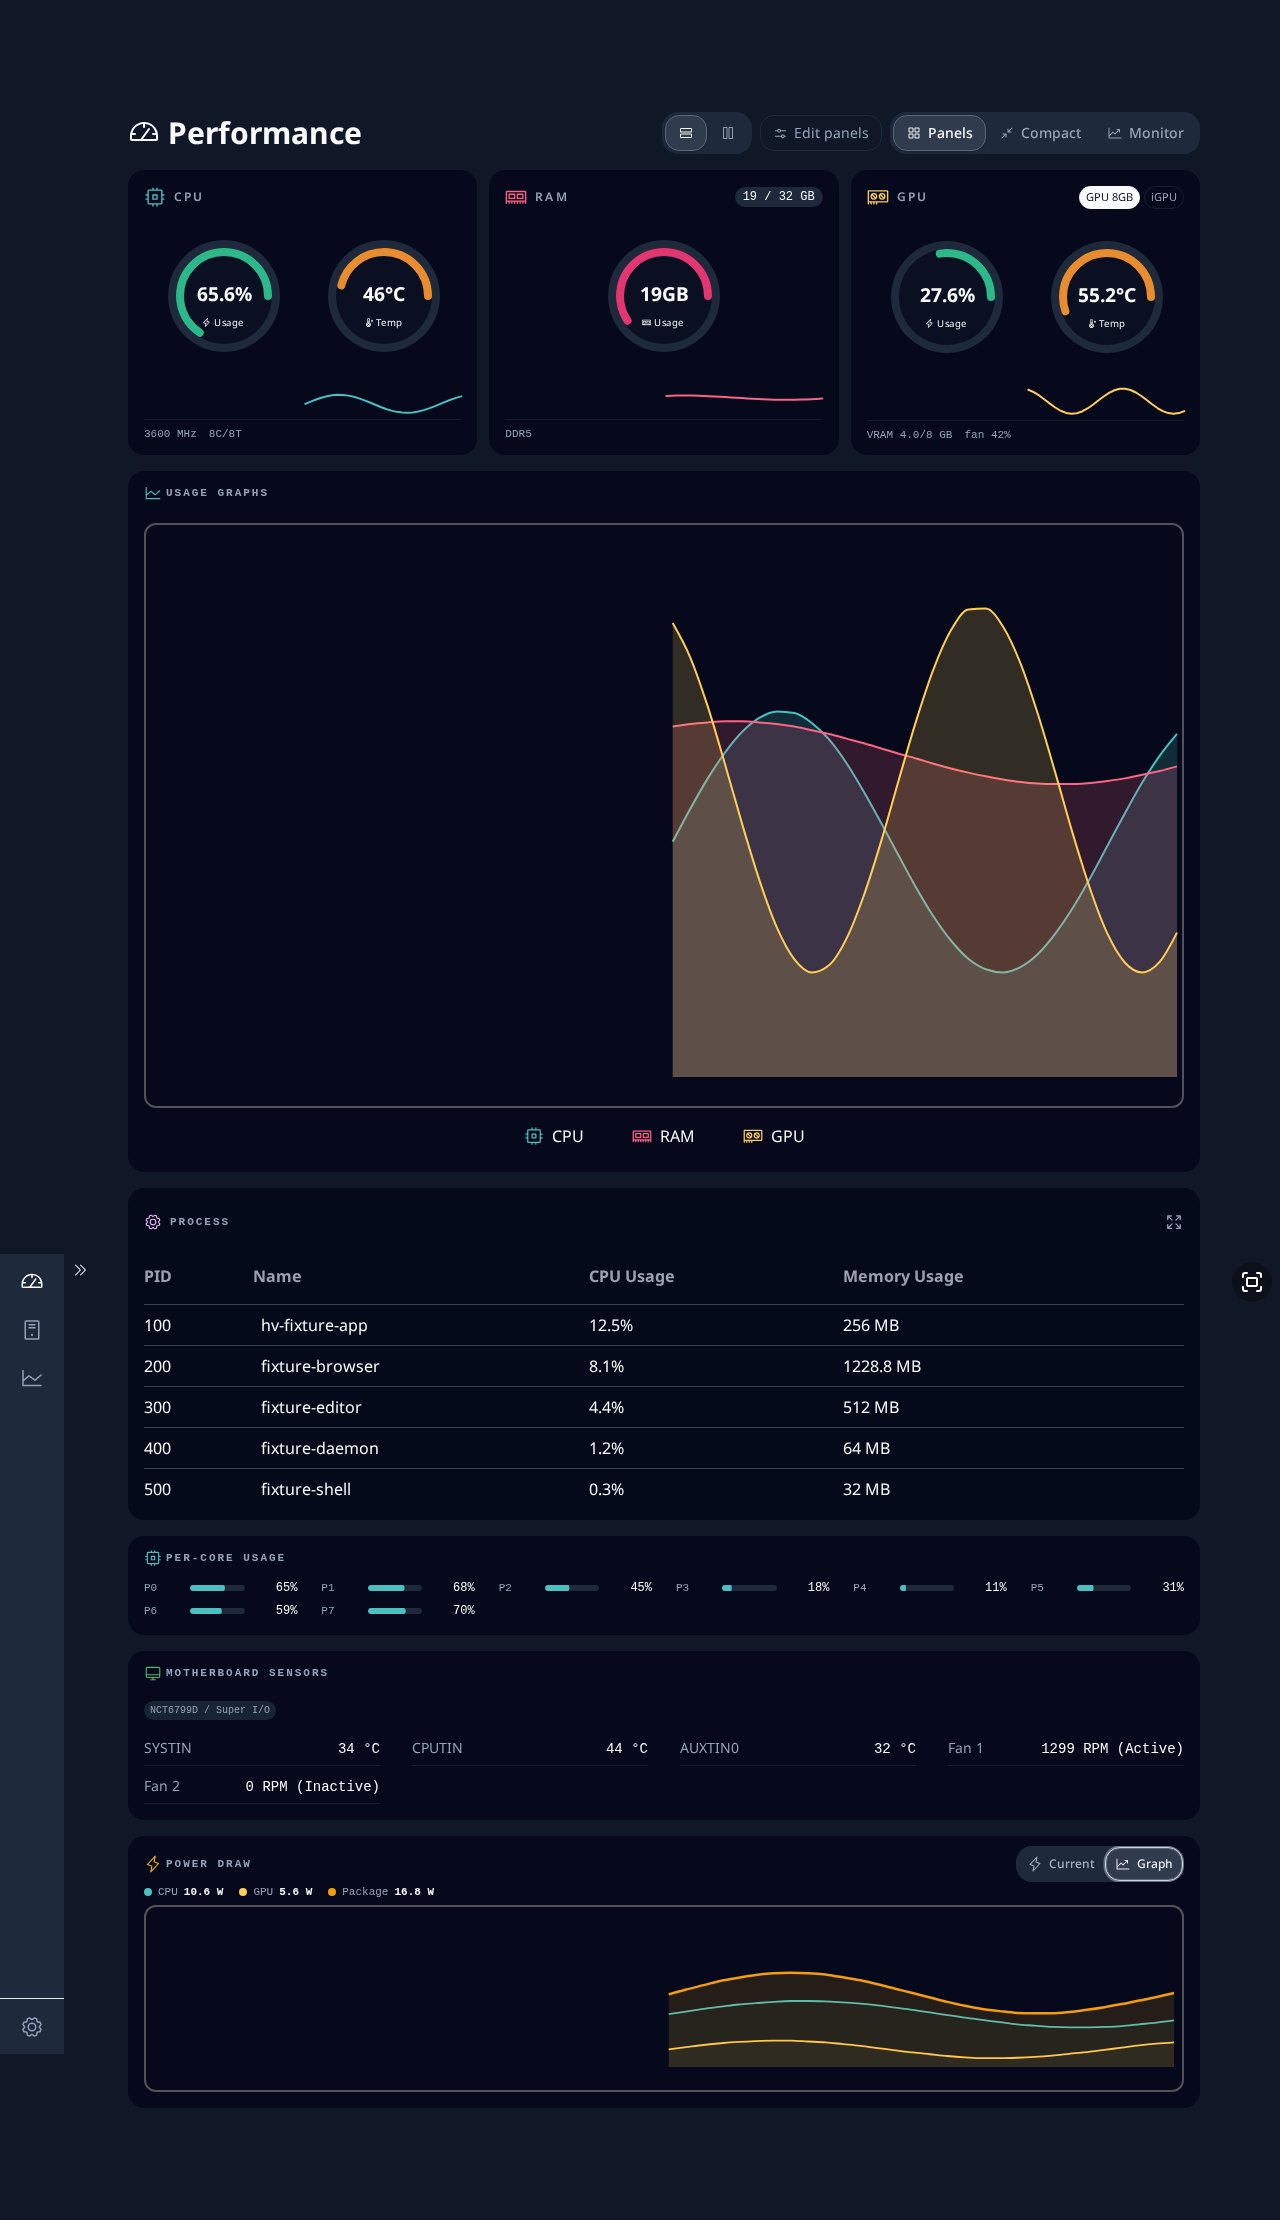 Performance
Edit panels
Panels
Compact
Monitor
CPU
65.6%
Usage
46°C
Temp
3600 MHz 8C/8T
RAM
19 / 32 GB
19GB
Usage
DDR5
GPU
GPU 8GB
iGPU
27.6%
Usage
55.2°C
Temp
VRAM 4.0/8 GB fan 42%
USAGE GRAPHS
CPU RAM GPU
PROCESS
PID Name CPU Usage Memory Usage
100 hv-fixture-app 12.5% 256 MB
200 fixture-browser 8.1% 1228.8 MB
300 fixture-editor 4.4% 512 MB
400 fixture-daemon 1.2% 64 MB
500 fixture-shell 0.3% 32 MB
PER-CORE USAGE
P0 65% P1 68% P2 45% P3 18% P4 11% P5 31%
P6 59% P7 70%
MOTHERBOARD SENSORS
NCT6799D / Super I/O
SYSTIN 34 °C CPUTIN 44 °C AUXTIN0 32 °C Fan 1 1299 RPM (Active)
Fan 2 0 RPM (Inactive)
POWER DRAW
Current
Graph
CPU 10.6 W GPU 5.6 W Package 16.8 W